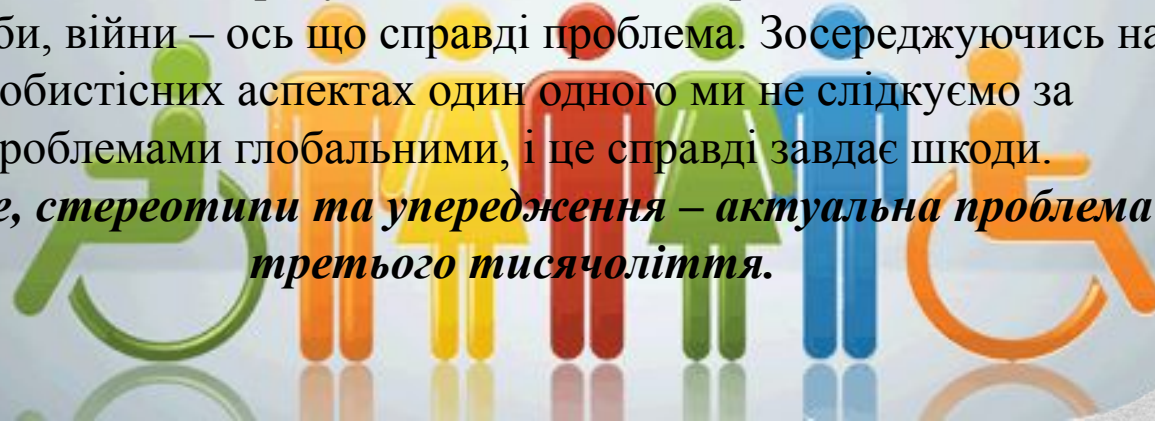 би, війни – ось що справді проблема. Зосереджуючись на
обистісних аспектах один одного ми не слідкуємо за
роблемами глобальними, і це справді завдає шкоди.
е, стереотипи та упередження – актуальна проблема
третього тисячоліття.